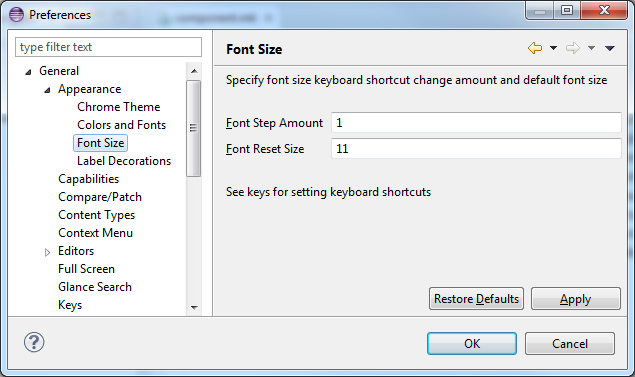 Preferences
type filter text
General
Appearance
Chrome Theme
Colors and Fonts
Font Size
Label Decorations
Capabilities
Compare/Patch
Content Types
Context Menu
Editors
Full Screen
Glance Search
Keys
Font Size
Specify font size keyboard shortcut change amount and default font size
Font Step Amount 1
Font Reset Size 11
See keys for setting keyboard shortcuts
Restore Defaults Apply
? OK Cancel